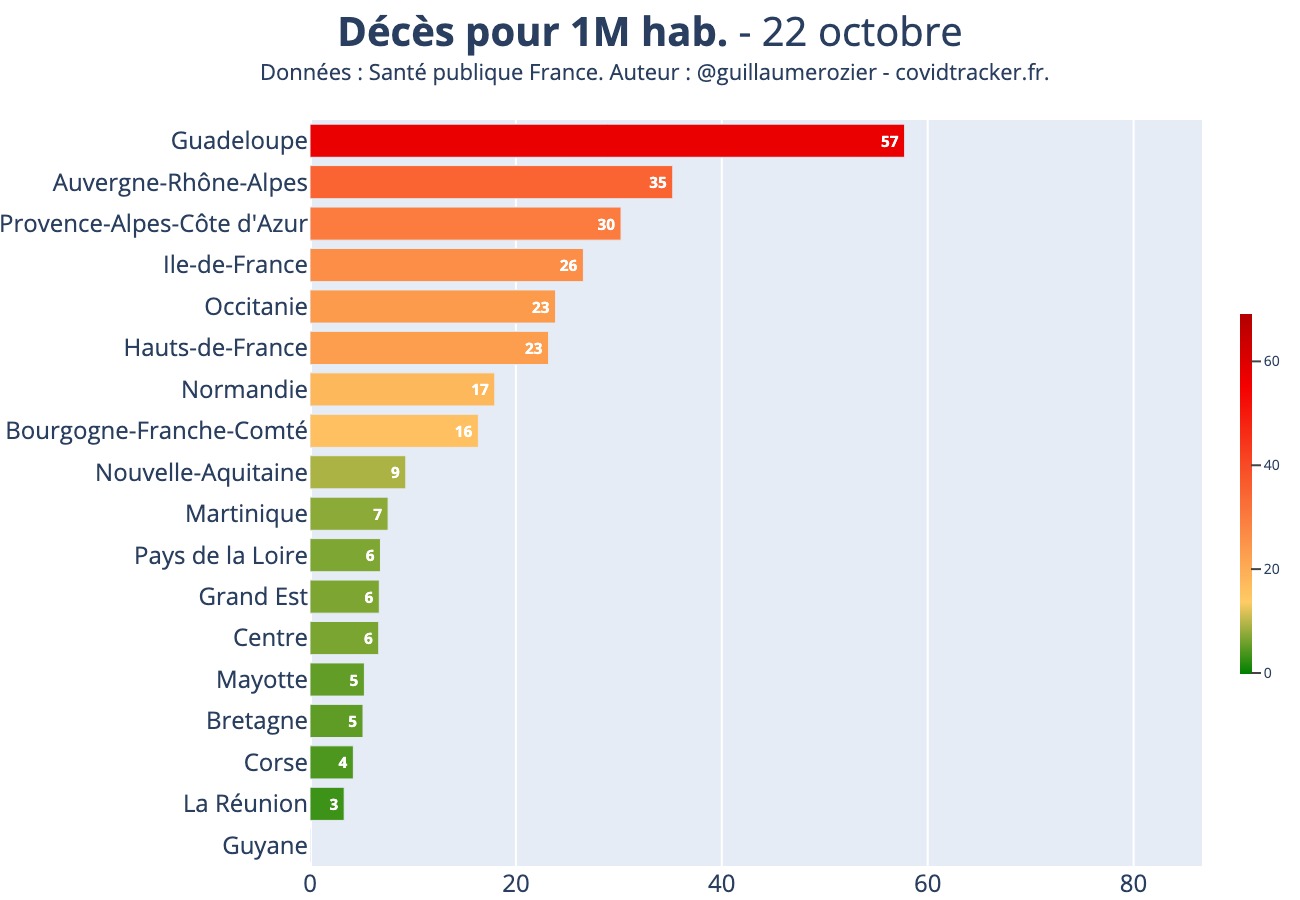 Décès pour 1M hab. - 22 octobre
Données : Santé publique France. Auteur : @guillaumerozier - covidtracker.fr.
Guadeloupe 57
Auvergne-Rhône-Alpes 35
Provence-Alpes-Côte d'Azur 30
Ile-de-France 26
Occitanie 23
Hauts-de-France 23
Normandie 17
Bourgogne-Franche-Comté 16
Nouvelle-Aquitaine 9
Martinique 7
Pays de la Loire 6
Grand Est 6
Centre 6
Mayotte 5
Bretagne 5
Corse 4
La Réunion 3
Guyane
0 20 40 60 80
60
40
20
0